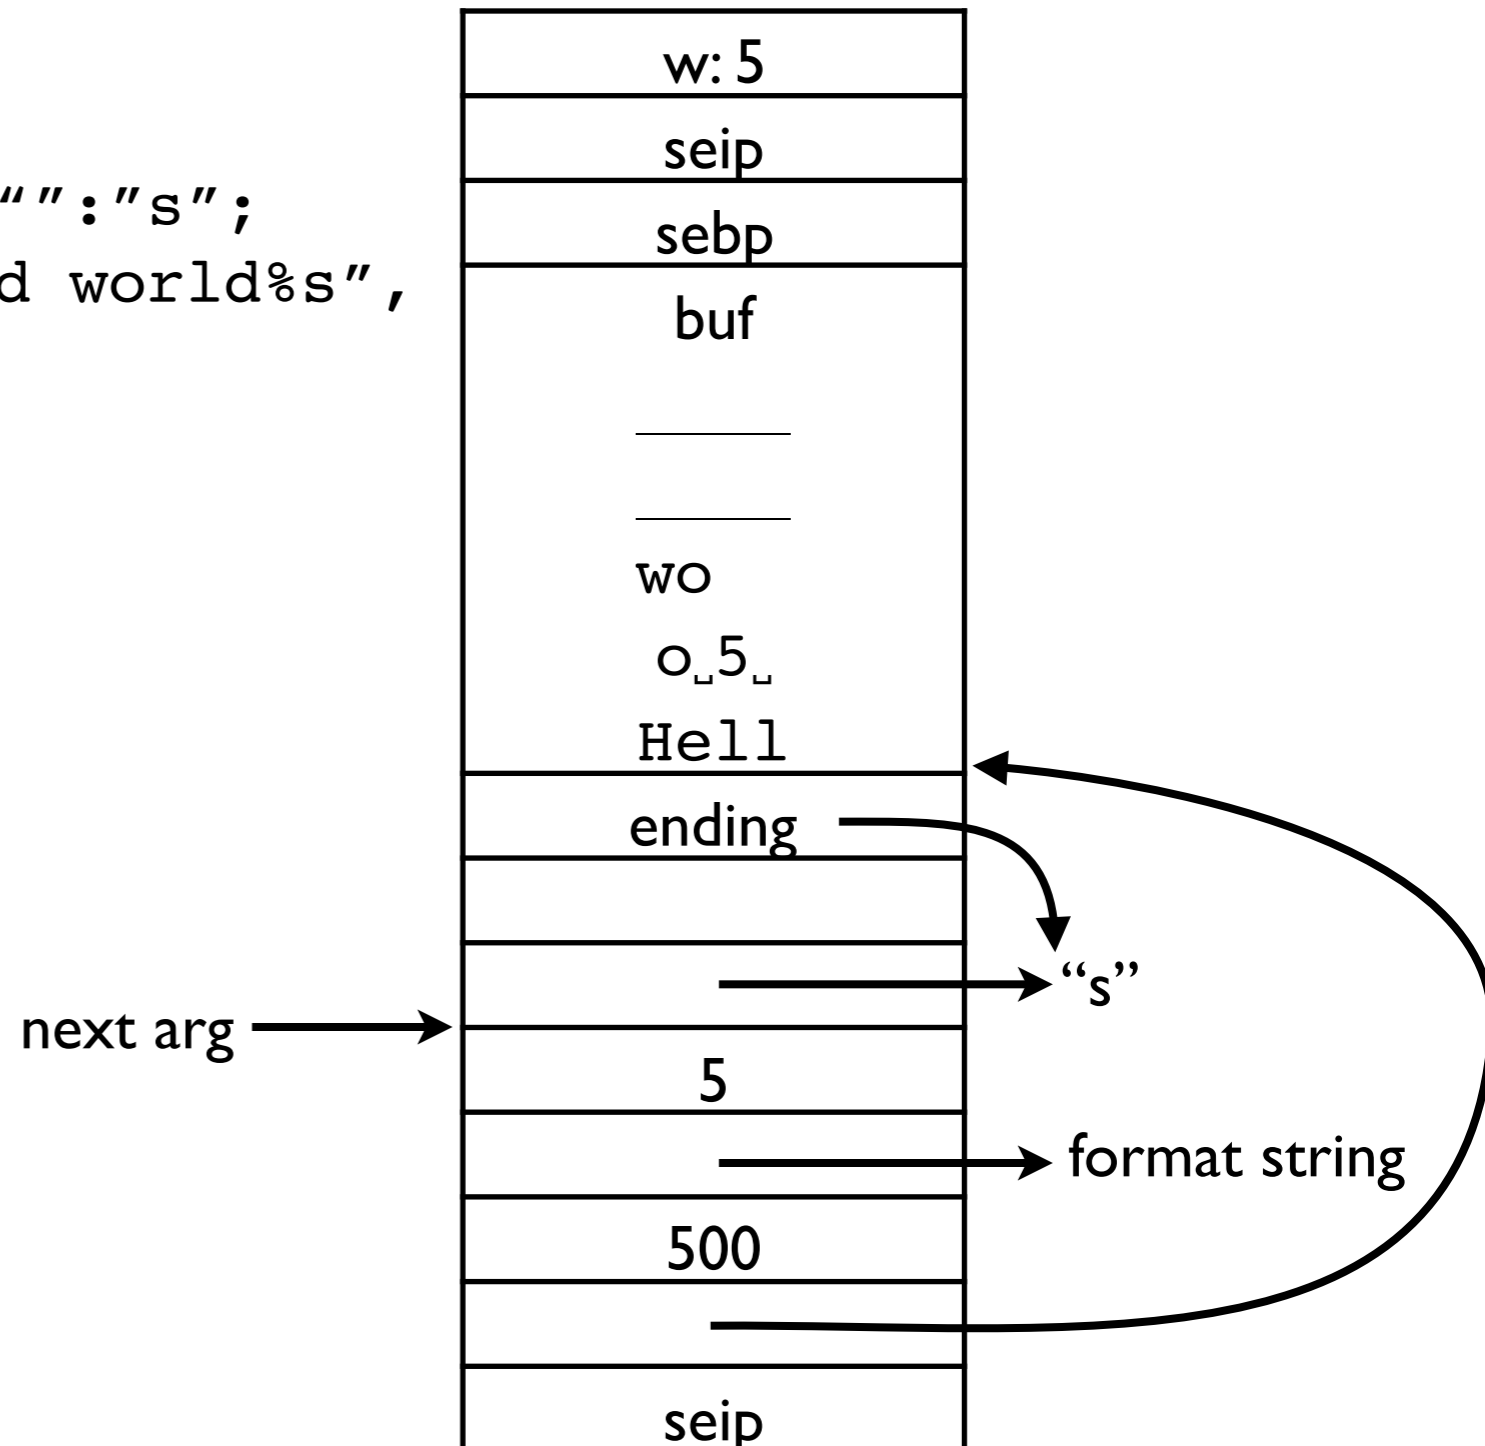 w: 5
seip
“”:”s”;
sebp
d world%s”,
buf
wo
o␣5␣
Hell
ending
“s”
next arg
5
format string
500
seip